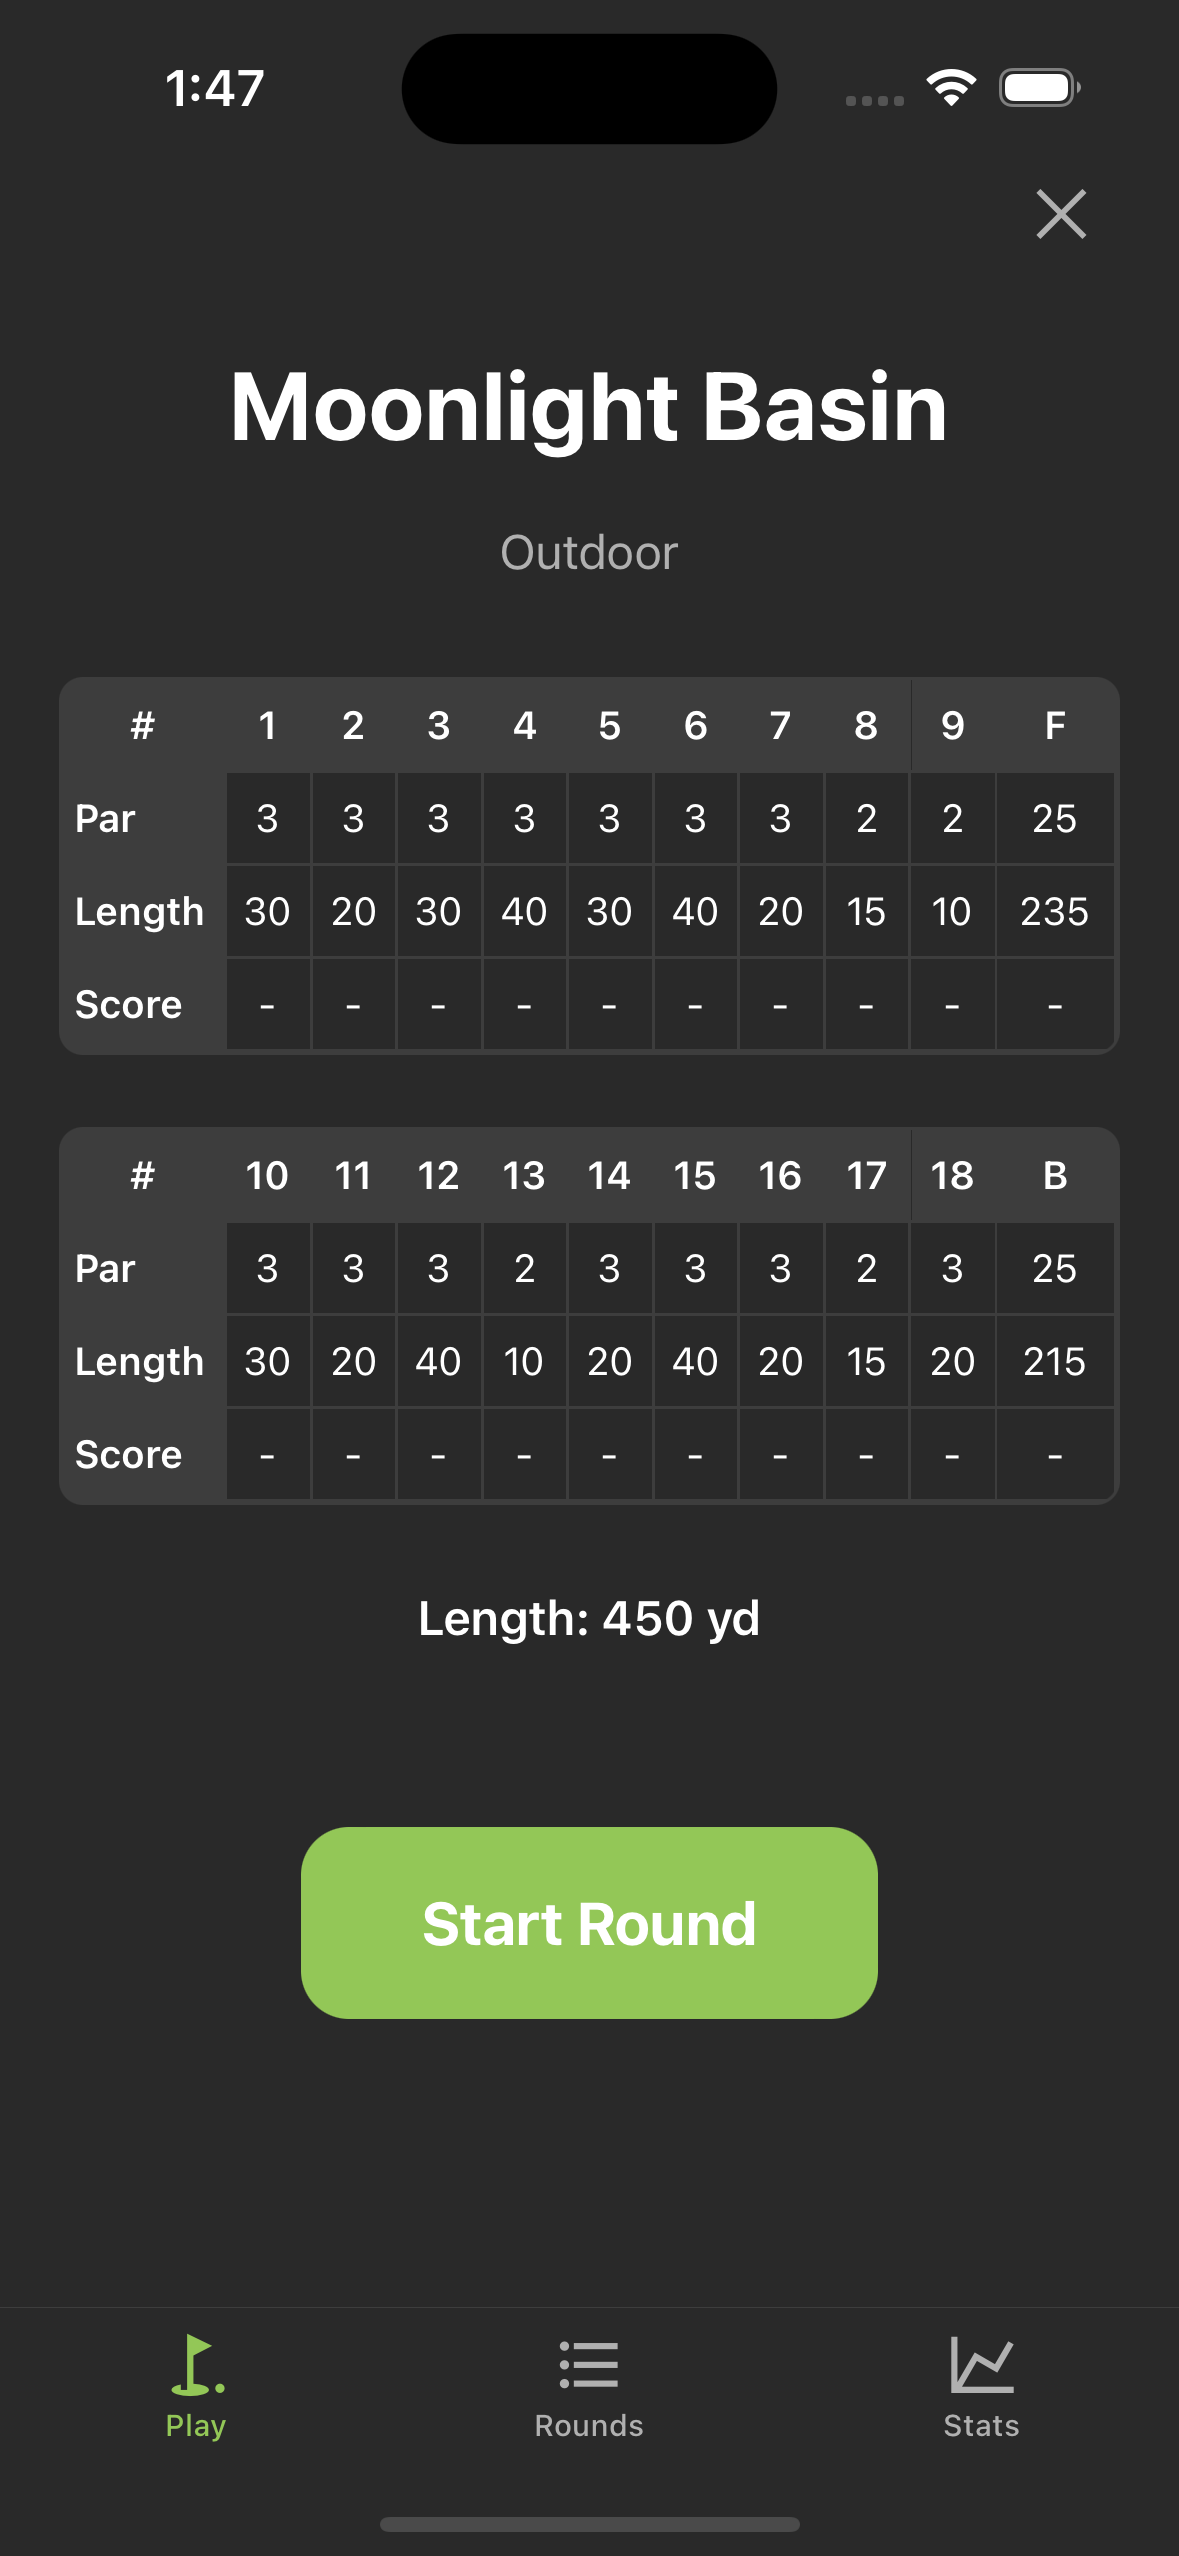 1:47
Moonlight Basin
Outdoor
# 1 2 3 4 5 6 7 8 9 F
Par 3 3 3 3 3 3 3 2 2 25
Length 30 20 30 40 30 40 20 15 10 235
Score - - - - - - - - - -
# 10 11 12 13 14 15 16 17 18 B
Par 3 3 3 2 3 3 3 2 3 25
Length 30 20 40 10 20 40 20 15 20 215
Score - - - - - - - - - -
Length: 450 yd
Start Round
Play Rounds Stats